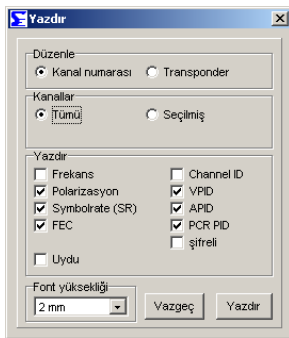 Yazdır
Düzenle
Kanal numarası Transponder
Kanallar
Tümü Seçilmiş
Yazdır
Frekans Channel ID
Polarizasyon VPID
Symbolrate (SR) APID
FEC PCR PID
şifreli
Uydu
Font yüksekliği
2 mm Vazgeç Yazdır